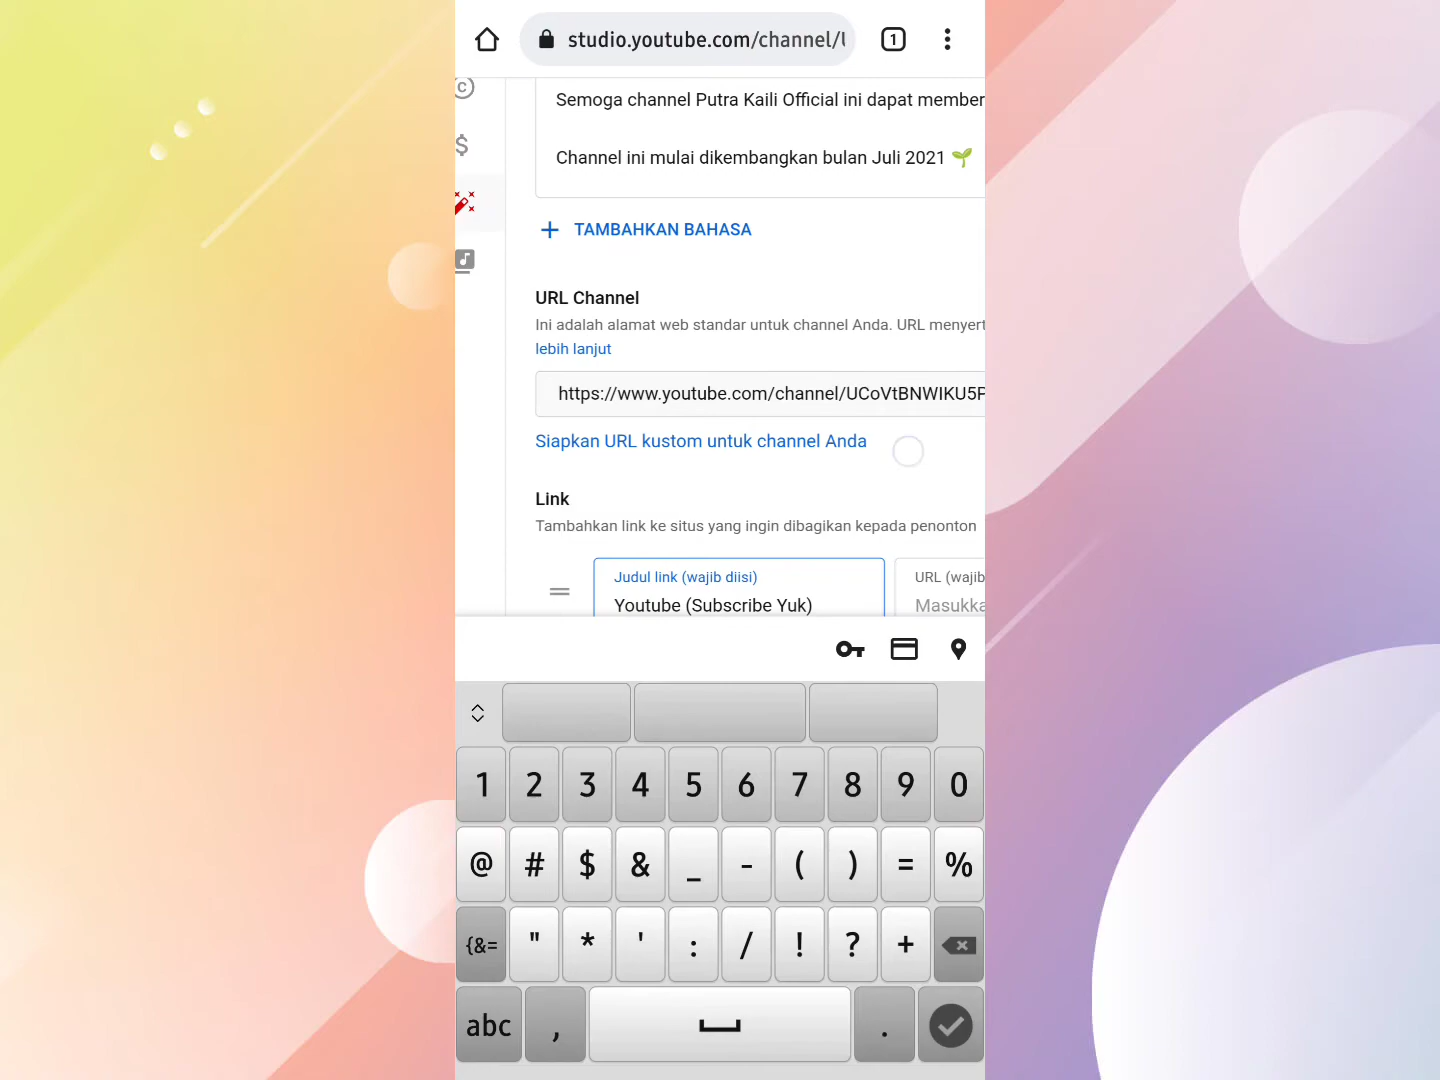 studio.youtube.com/channel/U
1
Semoga channel Putra Kaili Official ini dapat member
Channel ini mulai dikembangkan bulan Juli 2021 🌱
+ TAMBAHKAN BAHASA
URL Channel
Ini adalah alamat web standar untuk channel Anda. URL menyert
lebih lanjut
https://www.youtube.com/channel/UCoVtBNWIKU5P
Siapkan URL kustom untuk channel Anda
Link
Tambahkan link ke situs yang ingin dibagikan kepada penonton
Judul link (wajib diisi)
Youtube (Subscribe Yuk)
URL (wajib
Masukka
1 2 3 4 5 6 7 8 9 0
@ # $ & _ - ( ) = %
{&= " * ' : / ! ? +
abc , .